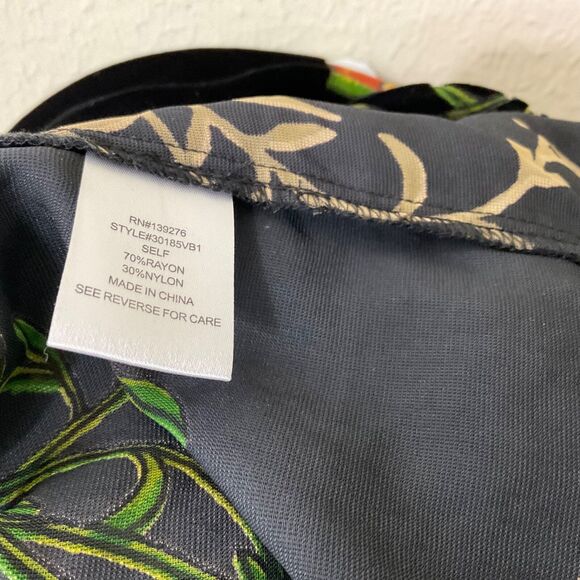 RN#139276
STYLE#30185VB1
SELF
70%RAYON
30%NYLON
MADE IN CHINA
SEE REVERSE FOR CARE